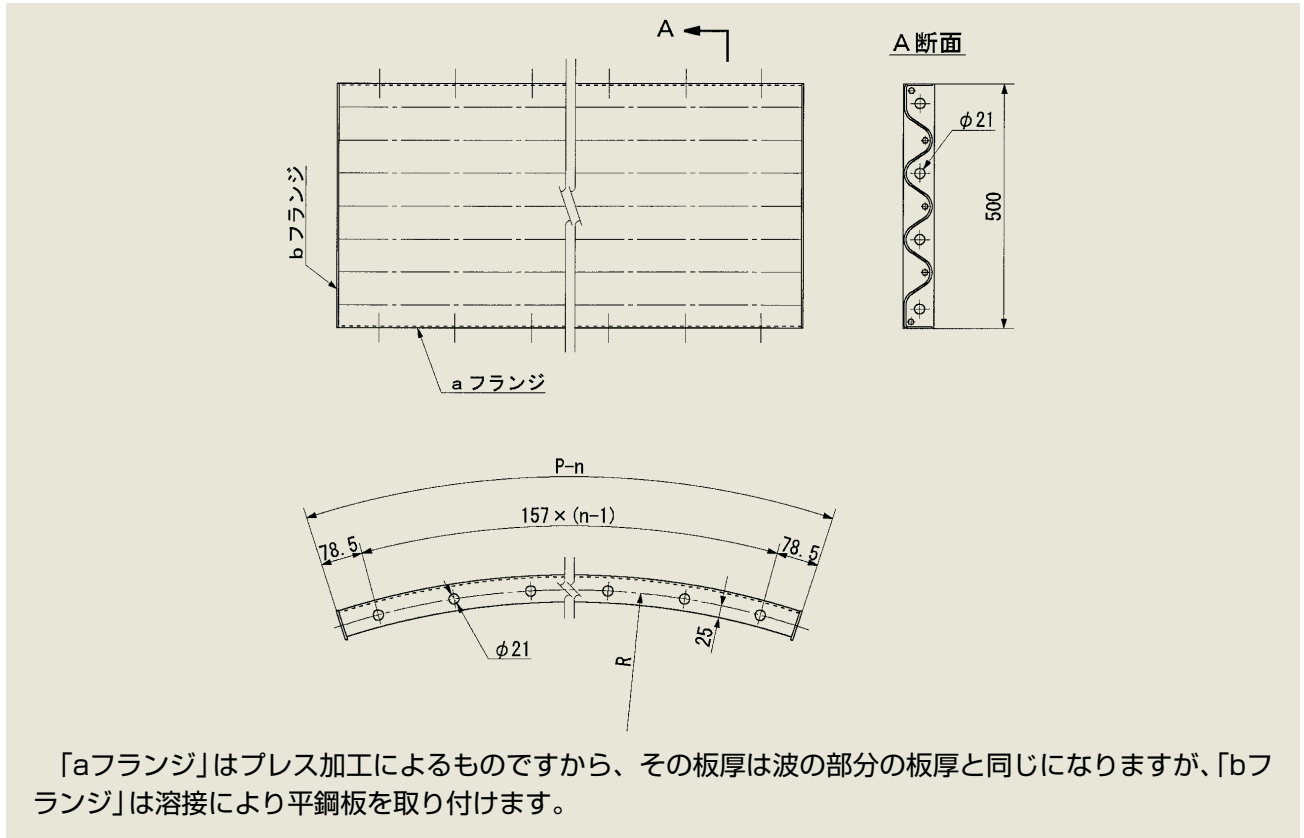 A
A断面
φ21
500
bフランジ
aフランジ
P-n
157×(n-1)
78.5
78.5
φ21
R
25
「aフランジ」はプレス加工によるものですから、その板厚は波の部分の板厚と同じになりますが、「bフ
ランジ」は溶接により平鋼板を取り付けます。